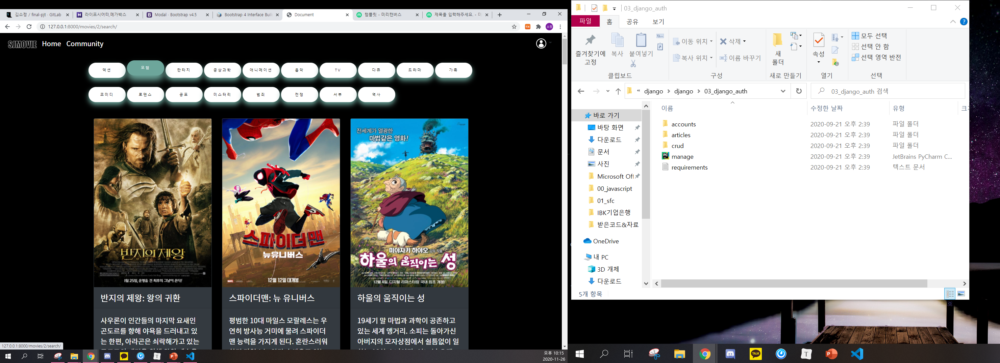 김소정 / final-pjt · GitLab
라이프시어터,메가박스
Modal · Bootstrap v4.5
Bootstrap 4 Interface Buil
Document
템플릿 - 미리캔버스
제목을 입력해주세요. - 미
127.0.0.1:8000/movies/2/search/
소정
SJMOVIE Home Community
액션 모험 판타지 공상과학 애니메이션 음악 TV 다큐 드라마 가족
코미디 로맨스 공포 미스터리 범죄 전쟁 서부 역사
반지의 제왕
1월 25일, 운명을 건 최후의 그날이 온다!
스파이더맨
뉴 유니버스
12월 12일 대개봉
전세계가 열광한
마법같은 영화!
미야자키 하야오 감독 작품
하울의 움직이는 성
12월 4일, 디지털 리마스터링 국내 최초 개봉!
반지의 제왕: 왕의 귀환
스파이더맨: 뉴 유니버스
하울의 움직이는 성
사우론이 인간들의 마지막 요새인
곤도르를 향해 야욕을 드러내고 있
는 한편, 아라곤은 쇠락해가고 있는
평범한 10대 마일스 모랄레스는 우
연히 방사능 거미에 물려 스파이더
맨 능력을 가지게 된다. 혼란스러워
19세기 말 마법과 과학이 공존하고
있는 세계 앵거리. 소피는 돌아가신
아버지의 모자상점에서 쉴틈없이 일
127.0.0.1:8000/movies/2/search/
오후 10:15
2020-11-26
03_django_auth
파일 홈 공유 보기
즐겨찾기에
고정
복사
붙여넣기
클립보드
이동 위치
복사 위치
삭제
이름 바꾸기
구성
새
폴더
새로 만들기
속성
열기
모두 선택
선택 안 함
선택 영역 반전
선택
« django > django > 03_django_auth
03_django_auth 검색
바로 가기
바탕 화면
다운로드
문서
사진
Microsoft Off
00_javascript
01_sfc
IBK기업은행
받은코드&자료
OneDrive
내 PC
3D 개체
다운로드
이름 수정한 날짜 유형 크기
accounts 2020-09-21 오후 2:39 파일 폴더
articles 2020-09-21 오후 2:39 파일 폴더
crud 2020-09-21 오후 2:39 파일 폴더
manage 2020-09-21 오후 2:39 JetBrains PyCharm C...
requirements 2020-09-21 오후 2:39 텍스트 문서
5개 항목